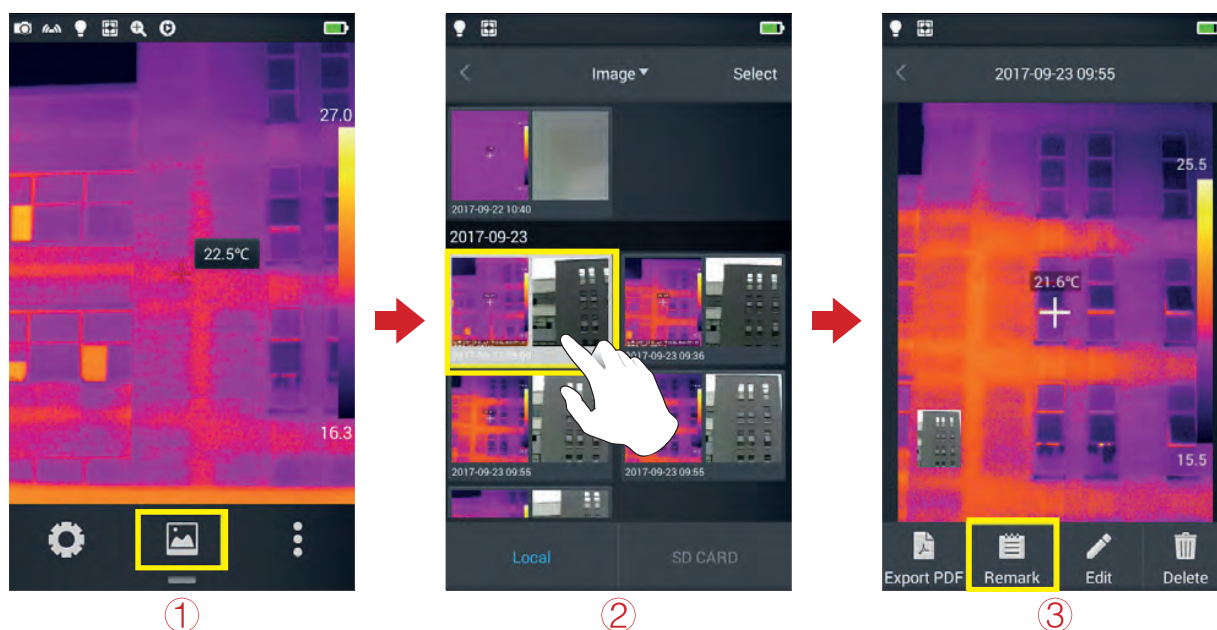 27.0
22.5℃
16.3
①
Image
Select
2017-09-22 10:40
2017-09-23
2017-09-23 09:36
2017-09-23 09:55
2017-09-23 09:55
Local
SD CARD
②
2017-09-23 09:55
25.5
21.6℃
15.5
Export PDF
Remark
Edit
Delete
③